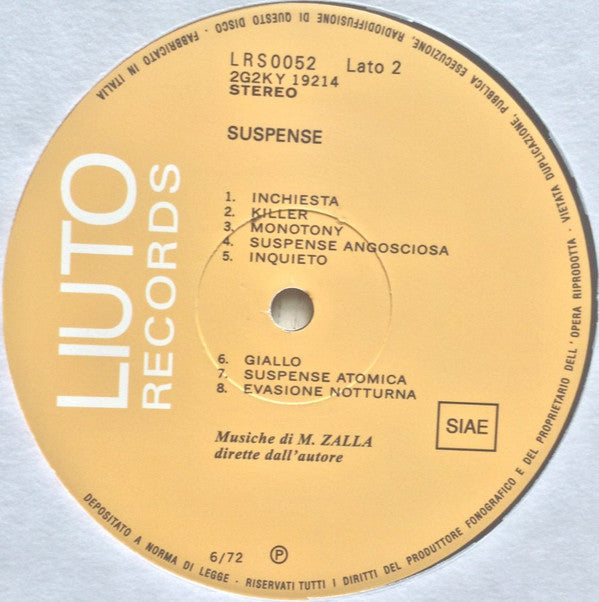 LRS0052 Lato 2
2G2KY 19214
STEREO
SUSPENSE
1. INCHIESTA
2. KILLER
3. MONOTONY
4. SUSPENSE ANGOSCIOSA
5. INQUIETO
6. GIALLO
7. SUSPENSE ATOMICA
8. EVASIONE NOTTURNA
Musiche di M. ZALLA
dirette dall'autore
SIAE
6/72 Ⓟ
LIUTO
RECORDS
DEPOSITATO A NORMA DI LEGGE - RISERVATI TUTTI I DIRITTI DEL PRODUTTORE FONOGRAFICO E DEL PROPRIETARIO DELL'OPERA RIPRODOTTA - VIETATA DUPLICAZIONE, PUBBLICA ESECUZIONE, RADIODIFFUSIONE DI QUESTO DISCO - FABBRICATO IN ITALIA